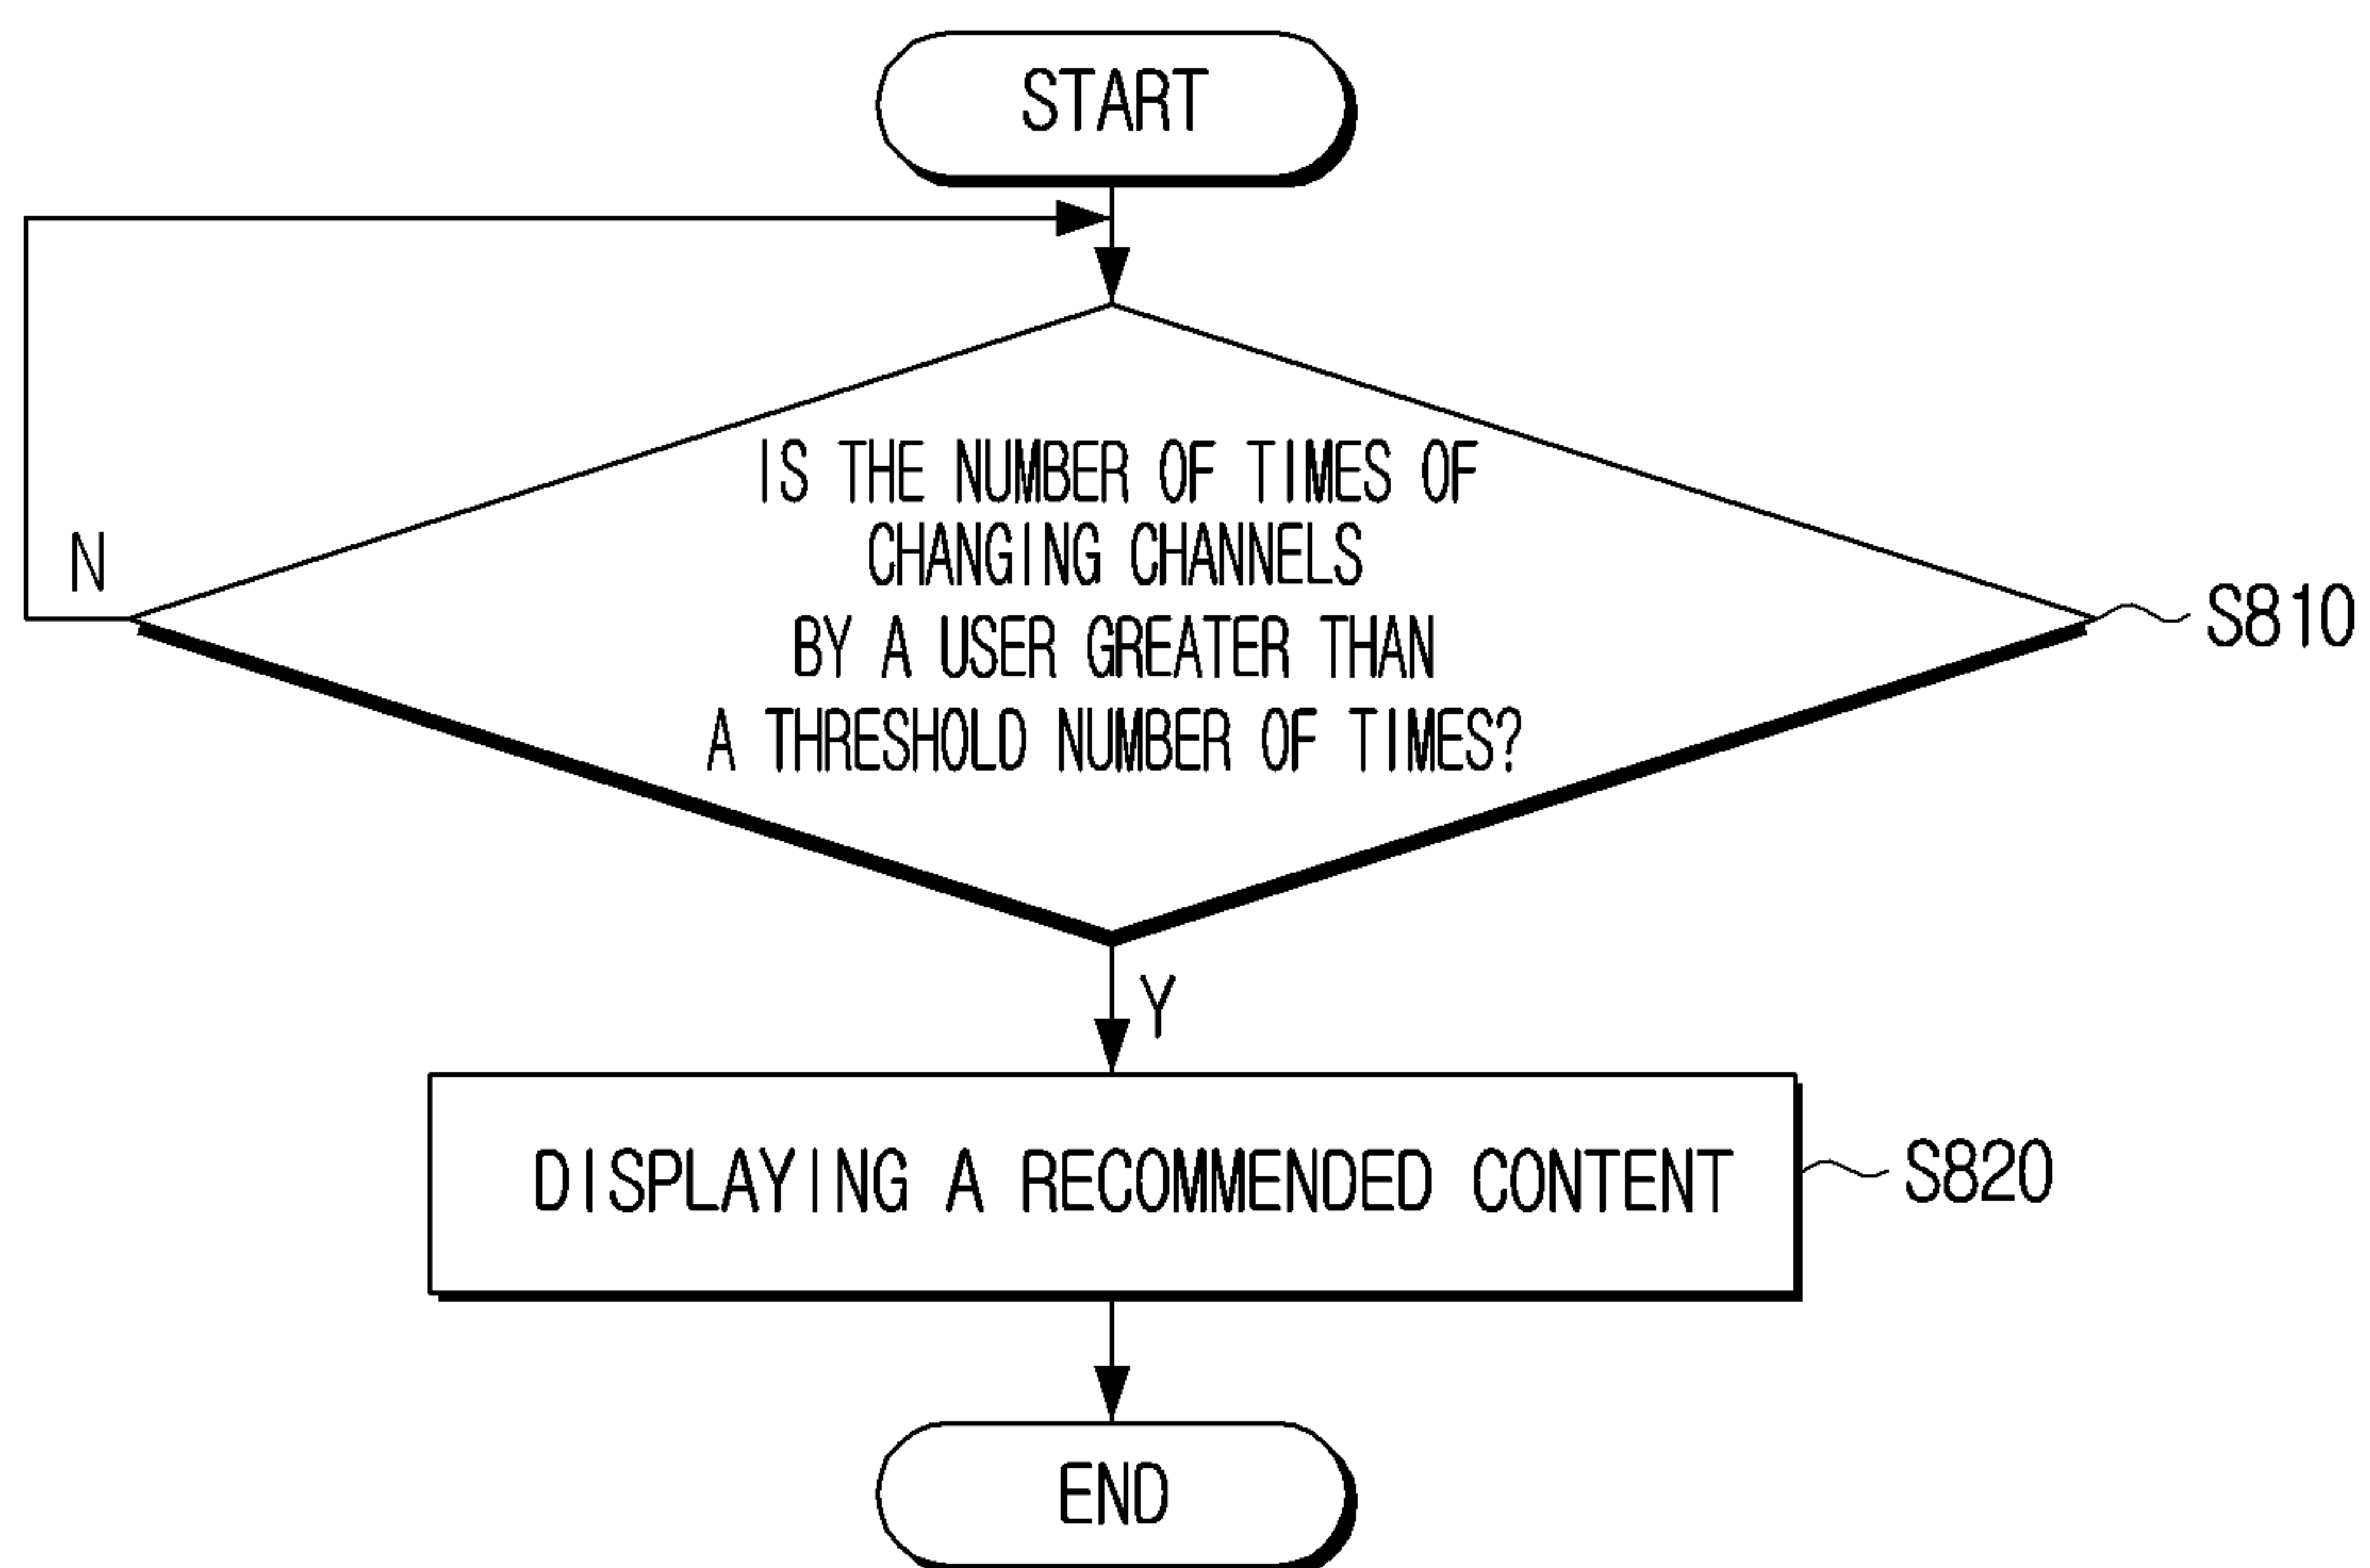 START
IS THE NUMBER OF TIMES OF
CHANGING CHANNELS
BY A USER GREATER THAN
A THRESHOLD NUMBER OF TIMES?
N
S810
Y
DISPLAYING A RECOMMENDED CONTENT
S820
END